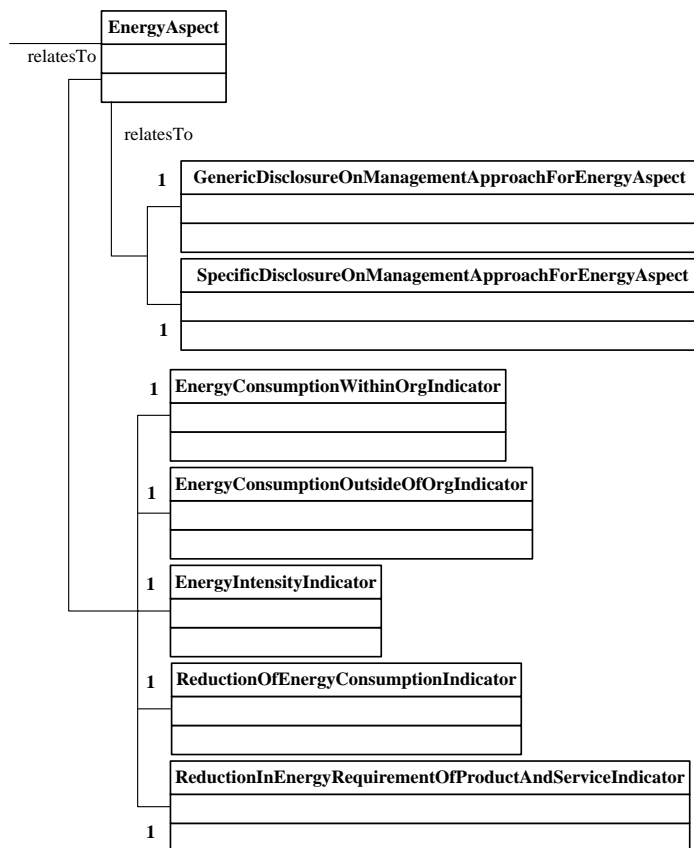 EnergyAspect
relatesTo
relatesTo
1
GenericDisclosureOnManagementApproachForEnergyAspect
SpecificDisclosureOnManagementApproachForEnergyAspect
1
1
EnergyConsumptionWithinOrgIndicator
EnergyConsumptionOutsideOfOrgIndicator
1
1
EnergyIntensityIndicator
1
ReductionOfEnergyConsumptionIndicator
ReductionInEnergyRequirementOfProductAndServiceIndicator
1